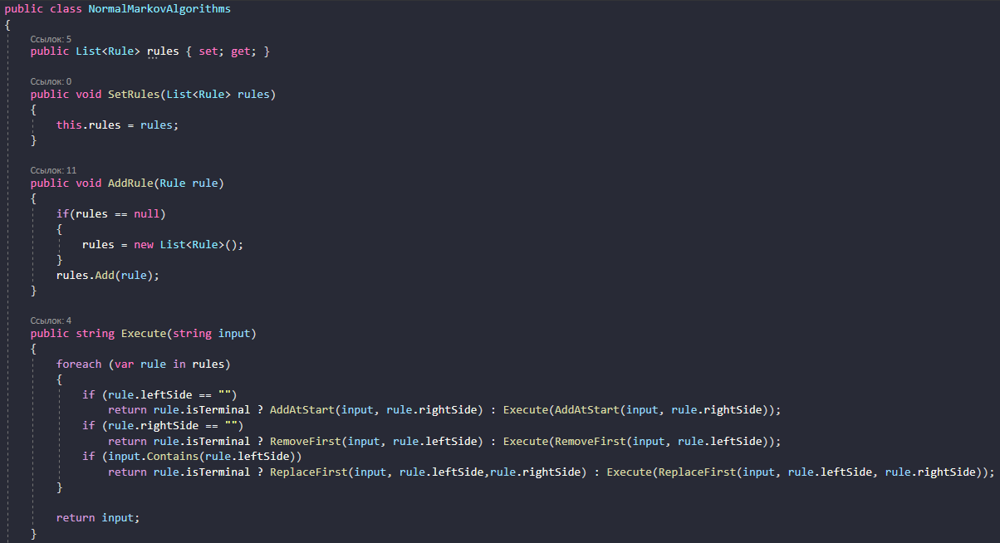 public class NormalMarkovAlgorithms
{
Ссылок: 5
public List<Rule> rules { set; get; }
Ссылок: 0
public void SetRules(List<Rule> rules)
{
this.rules = rules;
}
Ссылок: 11
public void AddRule(Rule rule)
{
if(rules == null)
{
rules = new List<Rule>();
}
rules.Add(rule);
}
Ссылок: 4
public string Execute(string input)
{
foreach (var rule in rules)
{
if (rule.leftSide == "")
return rule.isTerminal ? AddAtStart(input, rule.rightSide) : Execute(AddAtStart(input, rule.rightSide));
if (rule.rightSide == "")
return rule.isTerminal ? RemoveFirst(input, rule.leftSide) : Execute(RemoveFirst(input, rule.leftSide));
if (input.Contains(rule.leftSide))
return rule.isTerminal ? ReplaceFirst(input, rule.leftSide,rule.rightSide) : Execute(ReplaceFirst(input, rule.leftSide, rule.rightSide));
}
return input;
}